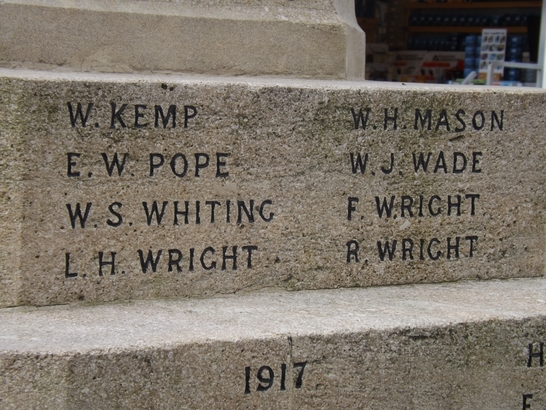 W. KEMP
E. W. POPE
W. S. WHITING
L. H. WRIGHT
W. H. MASON
W. J. WADE
F. WRIGHT
R. WRIGHT
1917
H
F